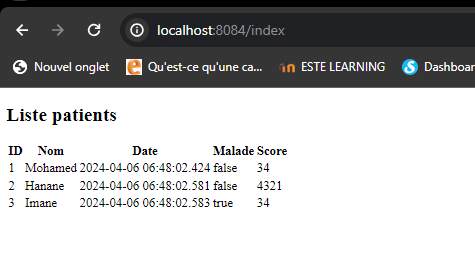 localhost:8084/index
Nouvel onglet Qu'est-ce qu'une ca... ESTE LEARNING Dashboar
Liste patients
ID Nom Date Malade Score
1 Mohamed 2024-04-06 06:48:02.424 false 34
2 Hanane 2024-04-06 06:48:02.581 false 4321
3 Imane 2024-04-06 06:48:02.583 true 34